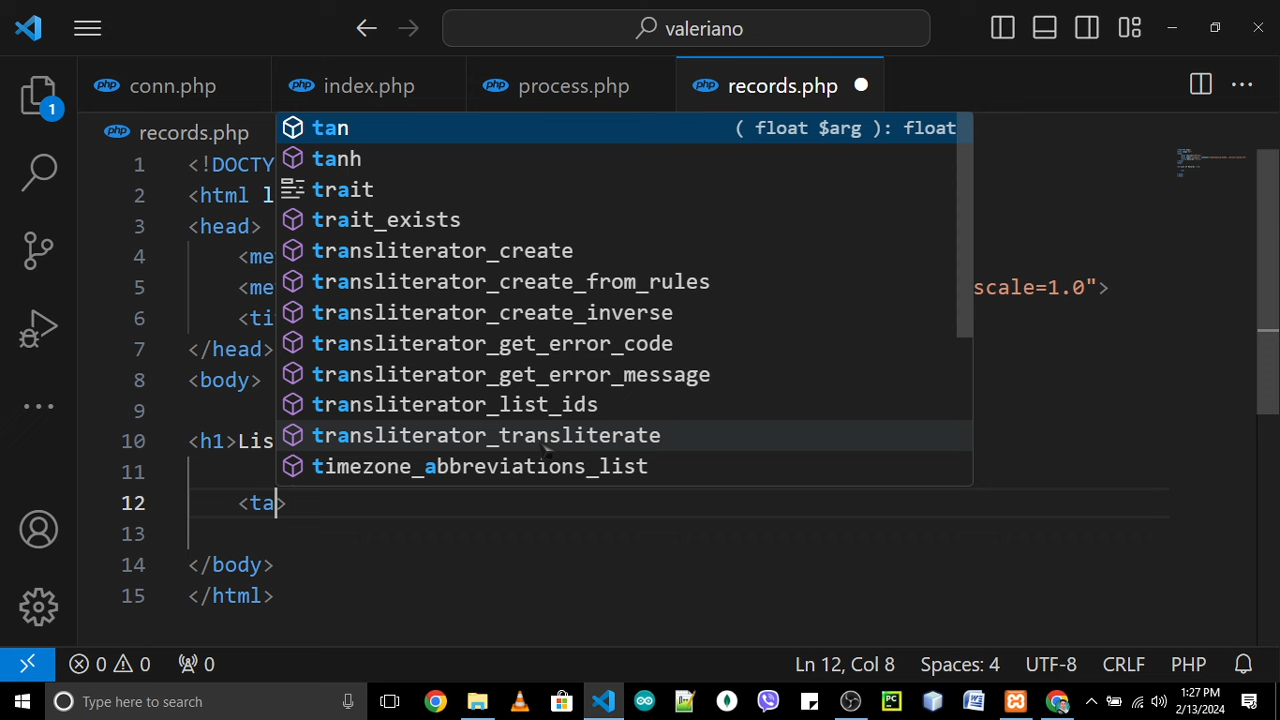 valeriano
conn.php
index.php
process.php
records.php
records.php
tan ( float $arg ): float
tanh
trait
trait_exists
transliterator_create
transliterator_create_from_rules
transliterator_create_inverse
transliterator_get_error_code
transliterator_get_error_message
transliterator_list_ids
transliterator_transliterate
timezone_abbreviations_list
1 <!DOCTY
2 <html l
3 <head>
4 <me
5 <me scale=1.0">
6 <ti
7 </head>
8 <body>
9
10 <h1>Lis
11
12 <ta>
13
14 </body>
15 </html>
1
0 0 0
Ln 12, Col 8 Spaces: 4 UTF-8 CRLF PHP
Type here to search
1:27 PM
2/13/2024